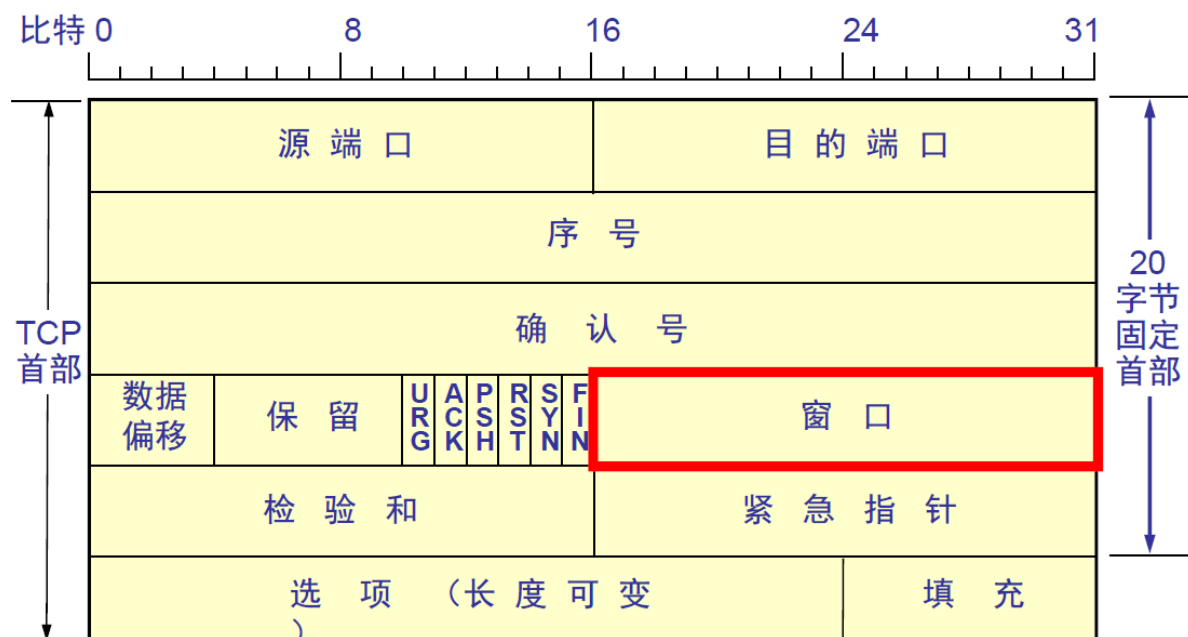 比特 0 8 16 24 31
源端口 目的端口
序号
确认号
TCP
首部
20
字节
固定
首部
数据
偏移
保留
URG
ACK
PSH
RST
SYN
FIN
窗口
检验和 紧急指针
选项 （长度可变
） 填充